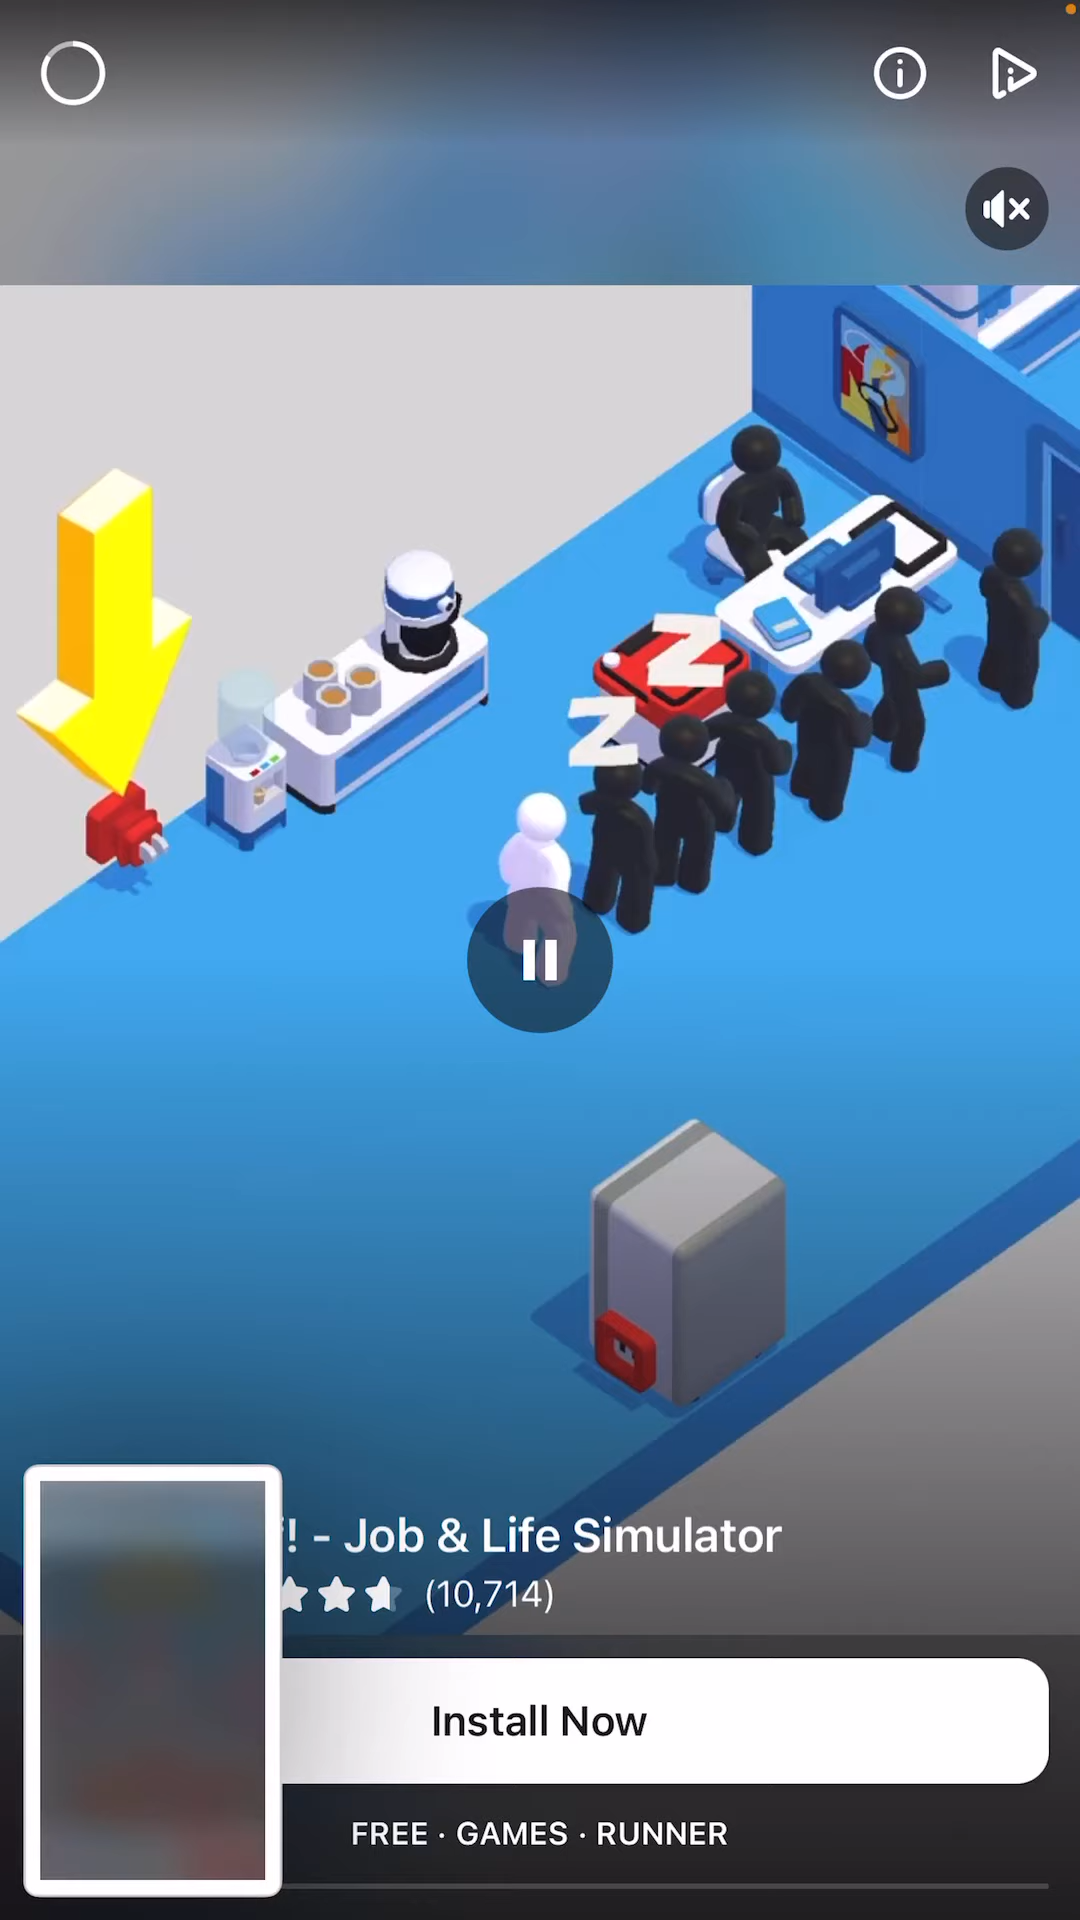 Z
Z
! - Job & Life Simulator
(10,714)
Install Now
FREE · GAMES · RUNNER